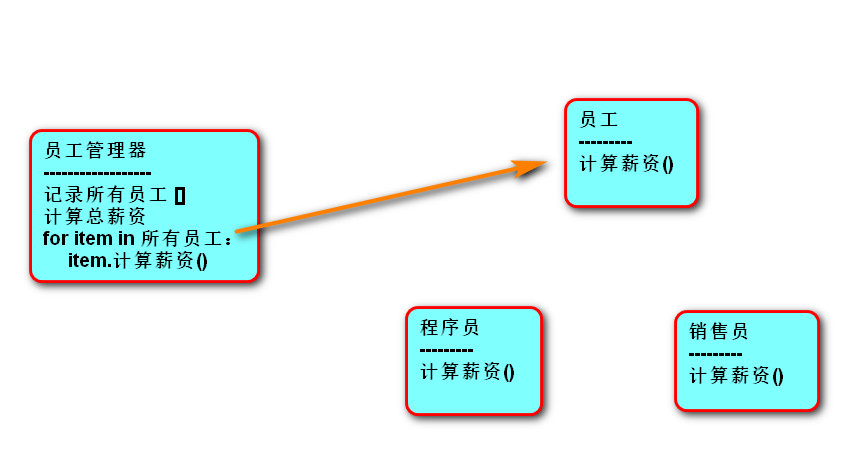 员工管理器
------------------
记录所有员工 []
计算总薪资
for item in 所有员工：
item.计算薪资()
员工
---------
计算薪资()
程序员
---------
计算薪资()
销售员
---------
计算薪资()